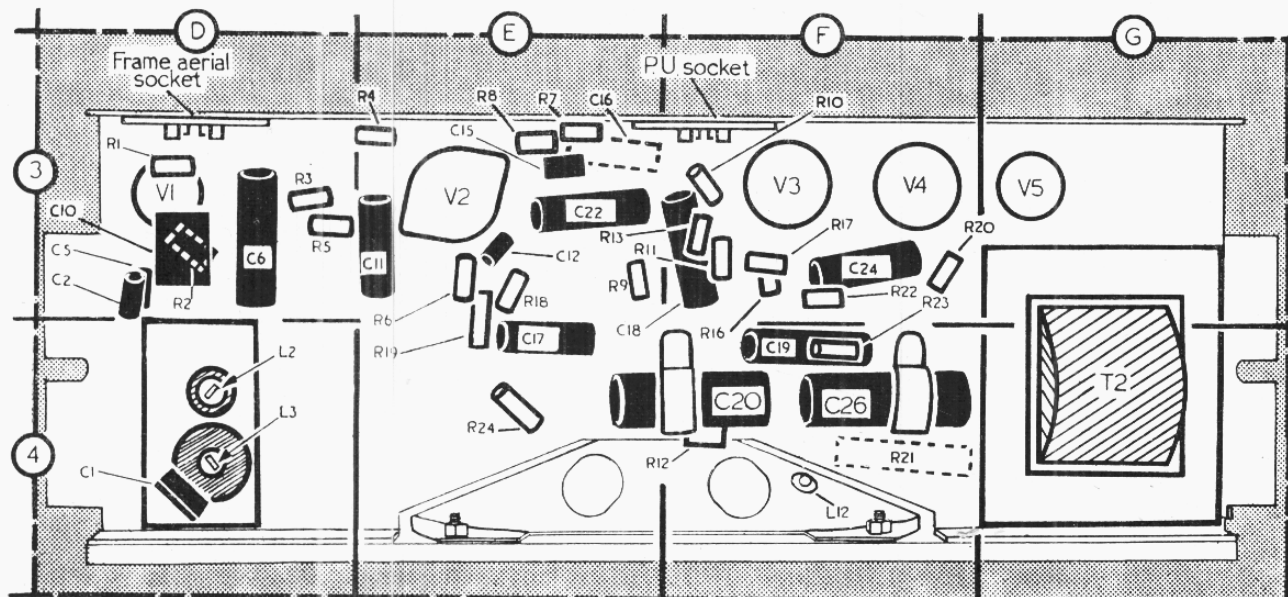 D
E
F
G
Frame aerial
socket
P.U socket
R4
R8
R7
C16
R10
C15
R1
3
V1
R3
V2
V3
V4
V5
C10
C22
R5
R13
R17
R20
C5
C6
C11
C12
R11
C24
C2
R9
R2
R18
R22
R23
R6
C18
R16
R19
C17
C19
L2
T2
C20
C26
L3
R24
4
C1
R12
R21
L12